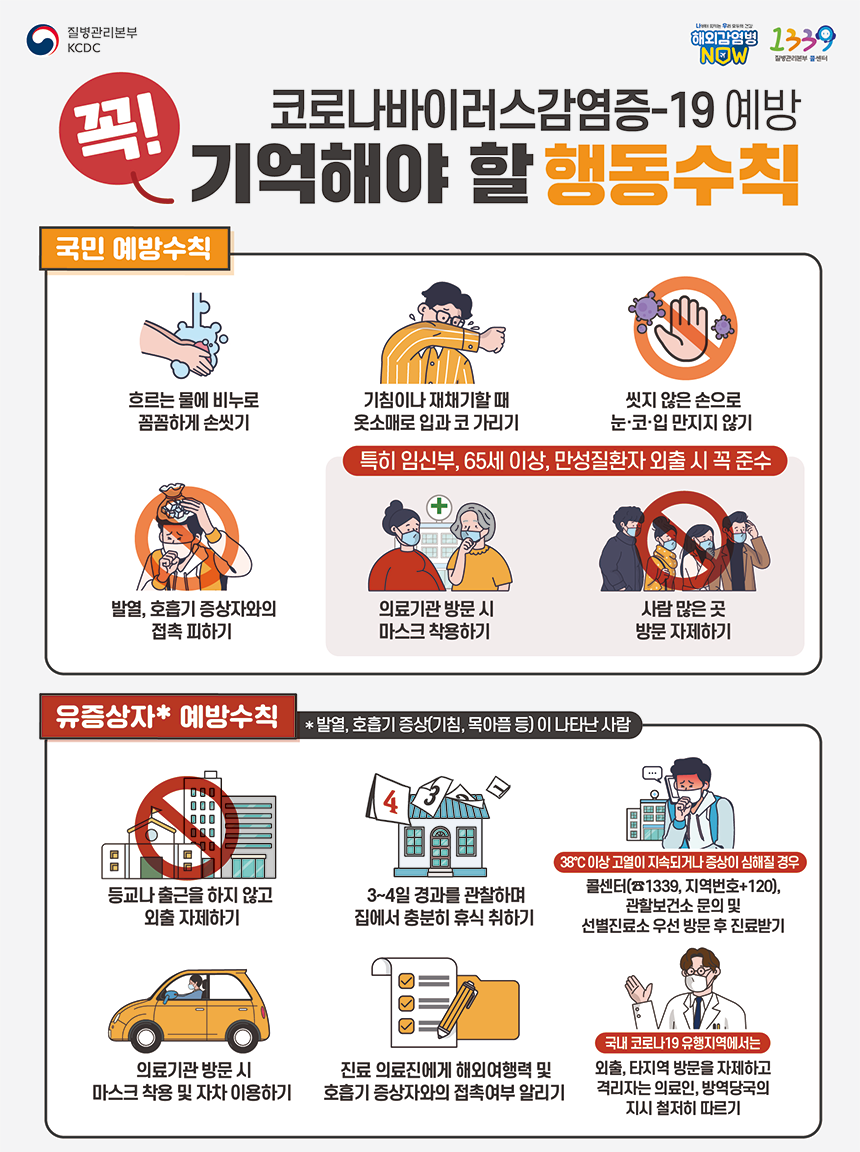 질병관리본부
KCDC
나부터 지키는 우리 모두의 건강
해외감염병
NOW
1339
질병관리본부 콜센터
꼭!
코로나바이러스감염증-19 예방
기억해야 할 행동수칙
국민 예방수칙
흐르는 물에 비누로
꼼꼼하게 손씻기
기침이나 재채기할 때
옷소매로 입과 코 가리기
씻지 않은 손으로
눈·코·입 만지지 않기
특히 임신부, 65세 이상, 만성질환자 외출 시 꼭 준수
발열, 호흡기 증상자와의
접촉 피하기
의료기관 방문 시
마스크 착용하기
사람 많은 곳
방문 자제하기
유증상자* 예방수칙
* 발열, 호흡기 증상(기침, 목아픔 등) 이 나타난 사람
4 3 2 1
등교나 출근을 하지 않고
외출 자제하기
3~4일 경과를 관찰하며
집에서 충분히 휴식 취하기
38℃ 이상 고열이 지속되거나 증상이 심해질 경우
콜센터(☎1339, 지역번호+120),
관할보건소 문의 및
선별진료소 우선 방문 후 진료받기
의료기관 방문 시
마스크 착용 및 자차 이용하기
진료 의료진에게 해외여행력 및
호흡기 증상자와의 접촉여부 알리기
국내 코로나19 유행지역에서는
외출, 타지역 방문을 자제하고
격리자는 의료인, 방역당국의
지시 철저히 따르기